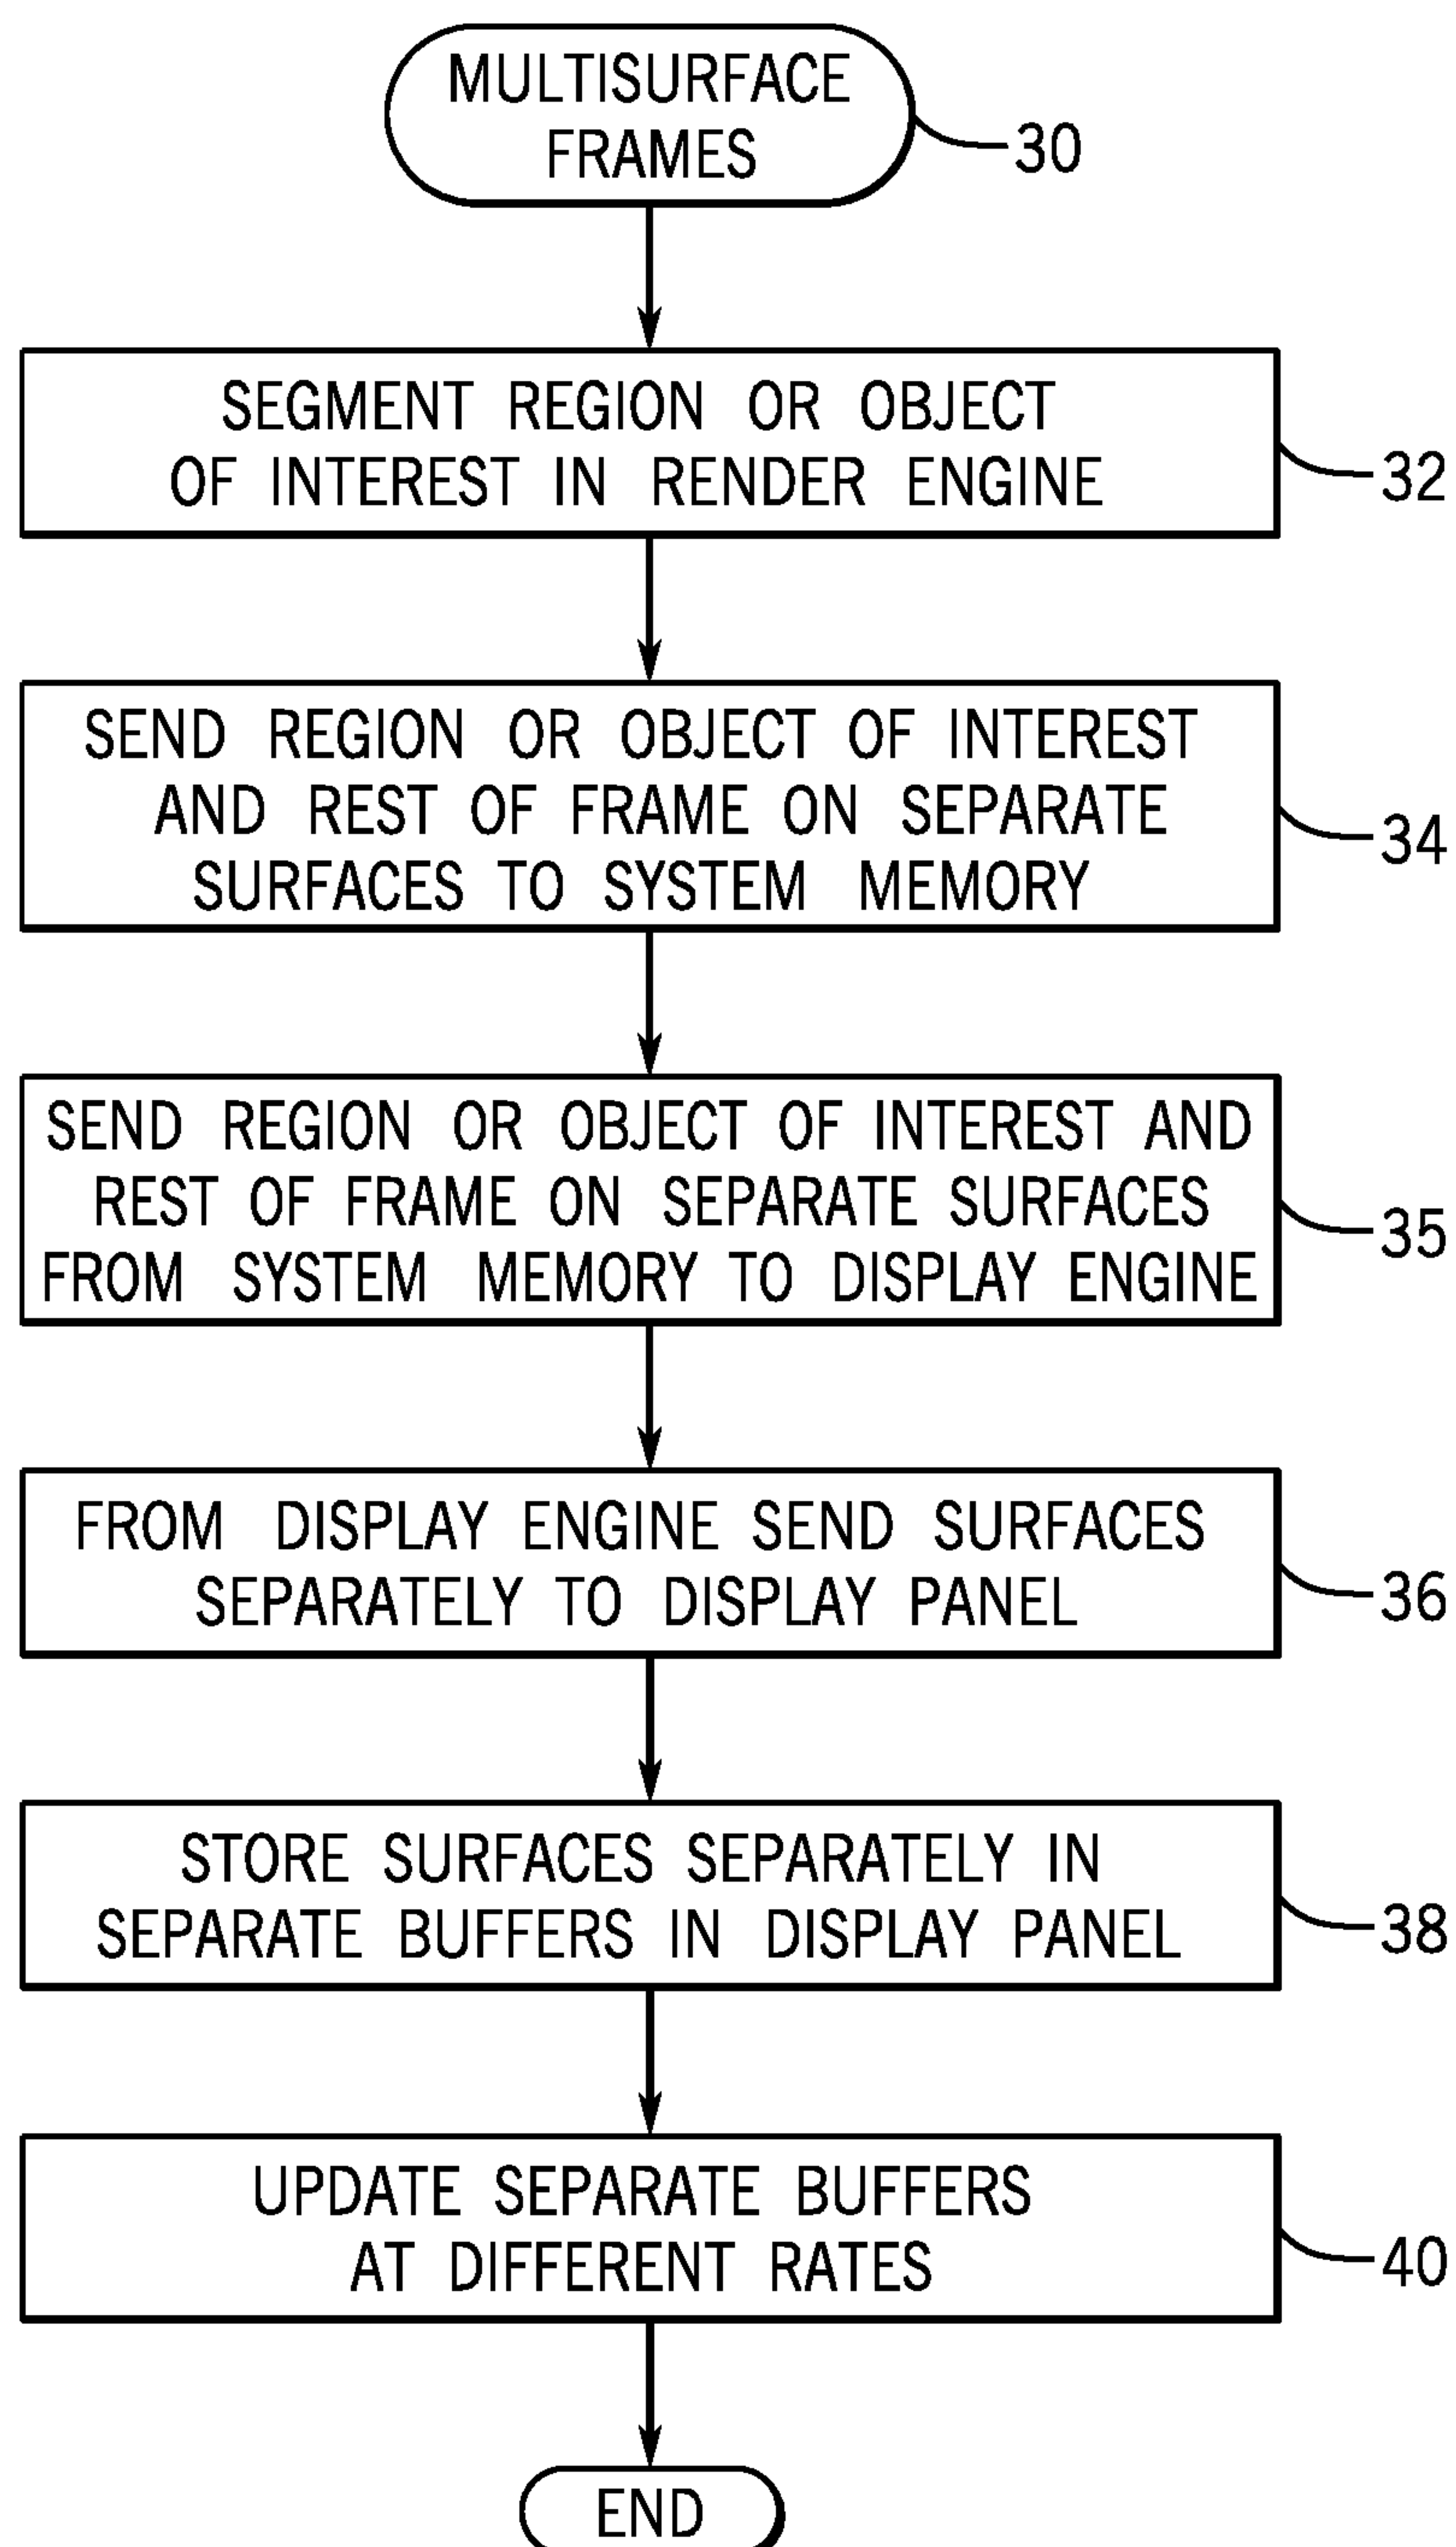 MULTISURFACE
FRAMES
30
SEGMENT REGION OR OBJECT
OF INTEREST IN RENDER ENGINE
32
SEND REGION OR OBJECT OF INTEREST
AND REST OF FRAME ON SEPARATE
SURFACES TO SYSTEM MEMORY
34
SEND REGION OR OBJECT OF INTEREST AND
REST OF FRAME ON SEPARATE SURFACES
FROM SYSTEM MEMORY TO DISPLAY ENGINE
35
FROM DISPLAY ENGINE SEND SURFACES
SEPARATELY TO DISPLAY PANEL
36
STORE SURFACES SEPARATELY IN
SEPARATE BUFFERS IN DISPLAY PANEL
38
UPDATE SEPARATE BUFFERS
AT DIFFERENT RATES
40
END